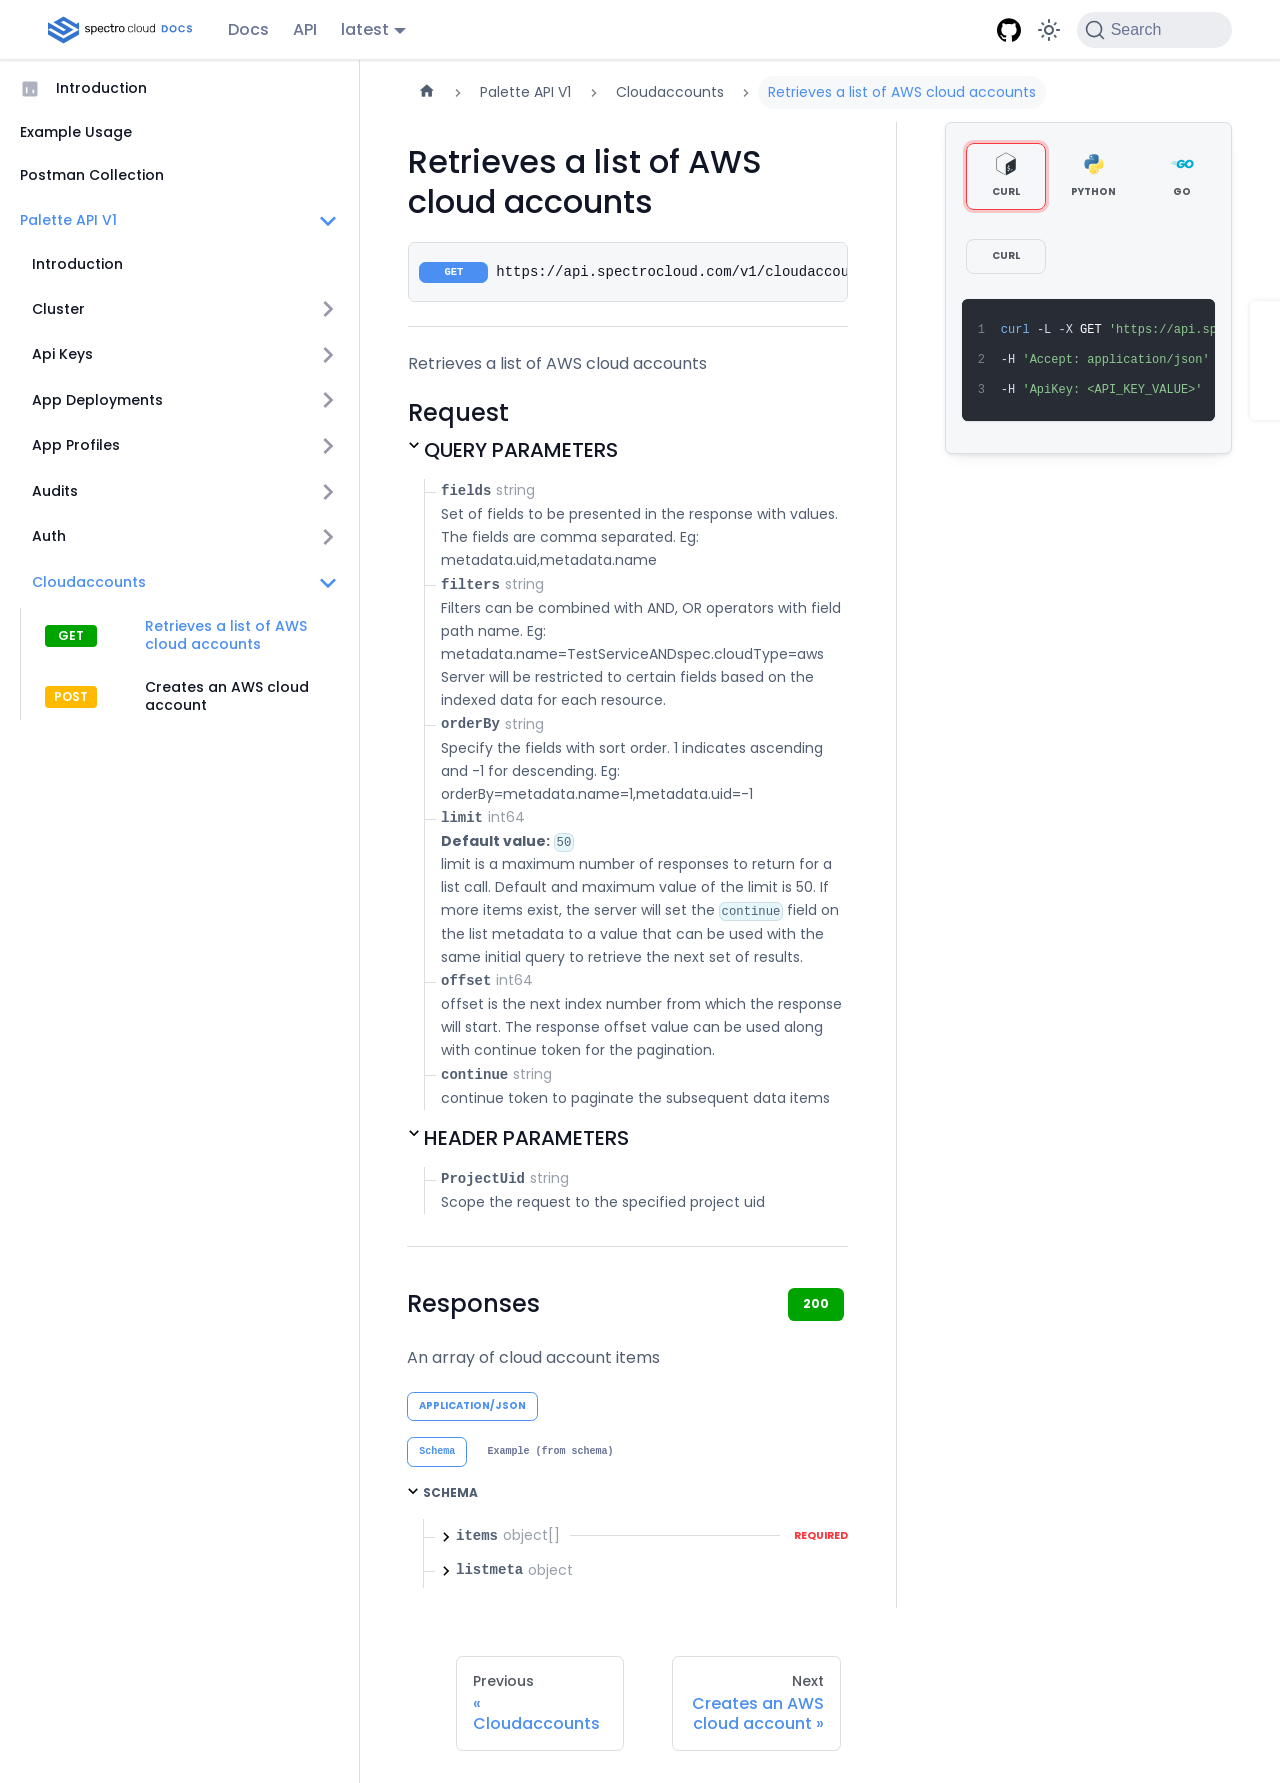 spectro cloud DOCS
Docs
API
latest
Search
Introduction
Example Usage
Postman Collection
Palette API V1
Introduction
Cluster
Api Keys
App Deployments
App Profiles
Audits
Auth
Cloudaccounts
GET
Retrieves a list of AWS
cloud accounts
POST
Creates an AWS cloud
account
Palette API V1
Cloudaccounts
Retrieves a list of AWS cloud accounts
Retrieves a list of AWS
cloud accounts
GET https://api.spectrocloud.com/v1/cloudaccou
Retrieves a list of AWS cloud accounts
Request
QUERY PARAMETERS
fields string
Set of fields to be presented in the response with values.
The fields are comma separated. Eg:
metadata.uid,metadata.name
filters string
Filters can be combined with AND, OR operators with field
path name. Eg:
metadata.name=TestServiceANDspec.cloudType=aws
Server will be restricted to certain fields based on the
indexed data for each resource.
orderBy string
Specify the fields with sort order. 1 indicates ascending
and -1 for descending. Eg:
orderBy=metadata.name=1,metadata.uid=-1
limit int64
Default value: 50
limit is a maximum number of responses to return for a
list call. Default and maximum value of the limit is 50. If
more items exist, the server will set the continue field on
the list metadata to a value that can be used with the
same initial query to retrieve the next set of results.
offset int64
offset is the next index number from which the response
will start. The response offset value can be used along
with continue token for the pagination.
continue string
continue token to paginate the subsequent data items
HEADER PARAMETERS
ProjectUid string
Scope the request to the specified project uid
Responses
200
An array of cloud account items
APPLICATION/JSON
Schema
Example (from schema)
SCHEMA
items object[]
REQUIRED
listmeta object
Previous
«
Cloudaccounts
Next
Creates an AWS
cloud account »
CURL
PYTHON
GO
GO
CURL
1 curl -L -X GET 'https://api.sp
2 -H 'Accept: application/json'
3 -H 'ApiKey: <API_KEY_VALUE>'